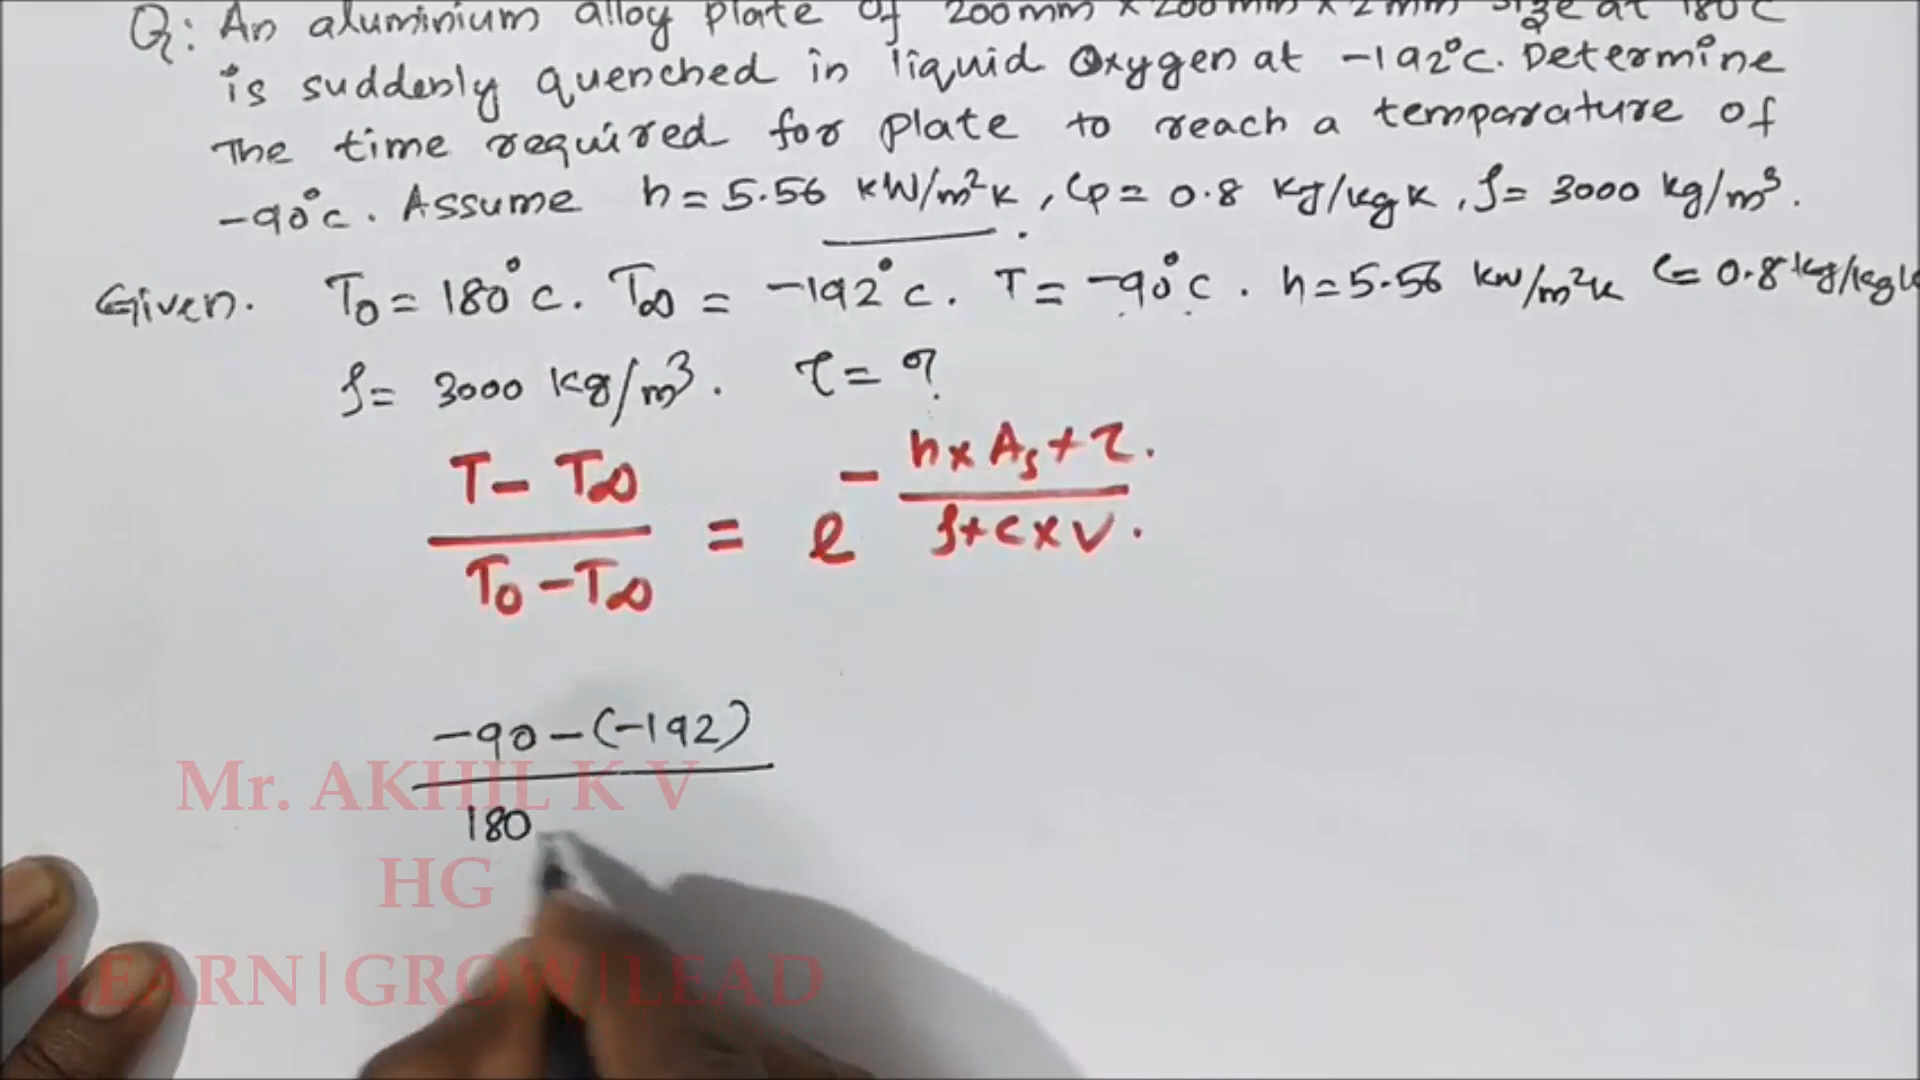 Q: An aluminium alloy plate of 200mm x 200mm x 2mm size at 180°C
is suddenly quenched in liquid oxygen at -192°C. Determine
The time required for plate to reach a temparature of
-90°C. Assume h = 5.56 KW/m²K, Cp = 0.8 KJ/kgK, ρ = 3000 kg/m³.
Given. T₀ = 180°C. T∞ = -192°C. T = -90°C. h = 5.56 KW/m²K C = 0.8 KJ/kgK
ρ = 3000 kg/m³. τ = ?
T - T∞
h x As x τ.
= e -
T₀ - T∞
ρ x C x V.
-90 - (-192)
180
Mr. AKHIL K V
HG
LEARN|GROW|LEAD